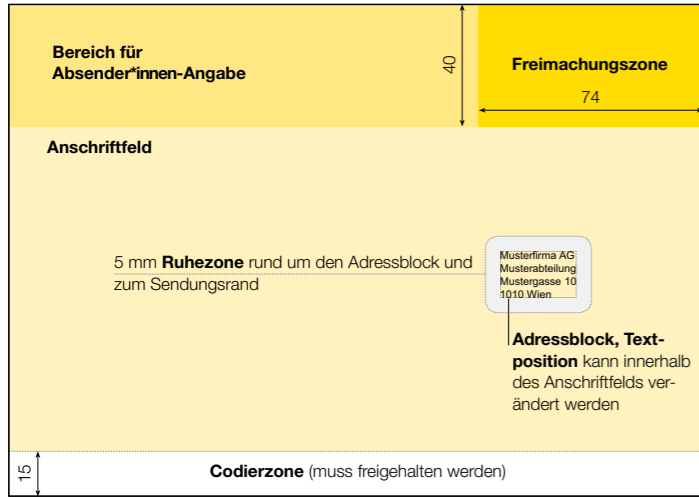 Bereich für
Absender*innen-Angabe
40
Freimachungszone
74
Anschriftfeld
5 mm Ruhezone rund um den Adressblock und
zum Sendungsrand
Musterfirma AG
Musterabteilung
Mustergasse 10
1010 Wien
Adressblock, Text-
position kann innerhalb
des Anschriftfelds ver-
ändert werden
15
Codierzone (muss freigehalten werden)